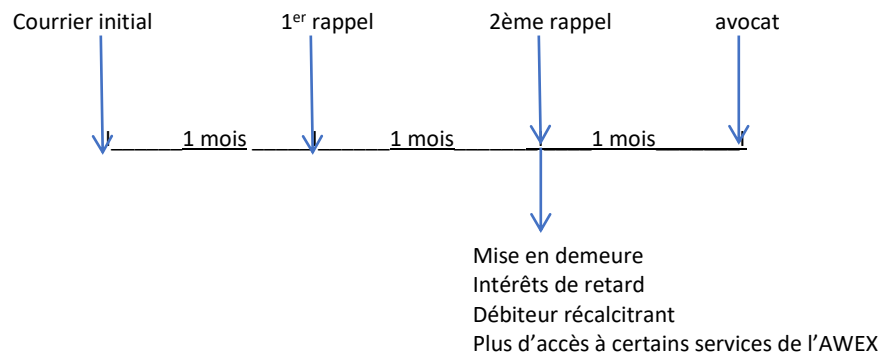 Courrier initial 1er rappel 2ème rappel avocat
1 mois 1 mois 1 mois
Mise en demeure
Intérêts de retard
Débiteur récalcitrant
Plus d’accès à certains services de l’AWEX